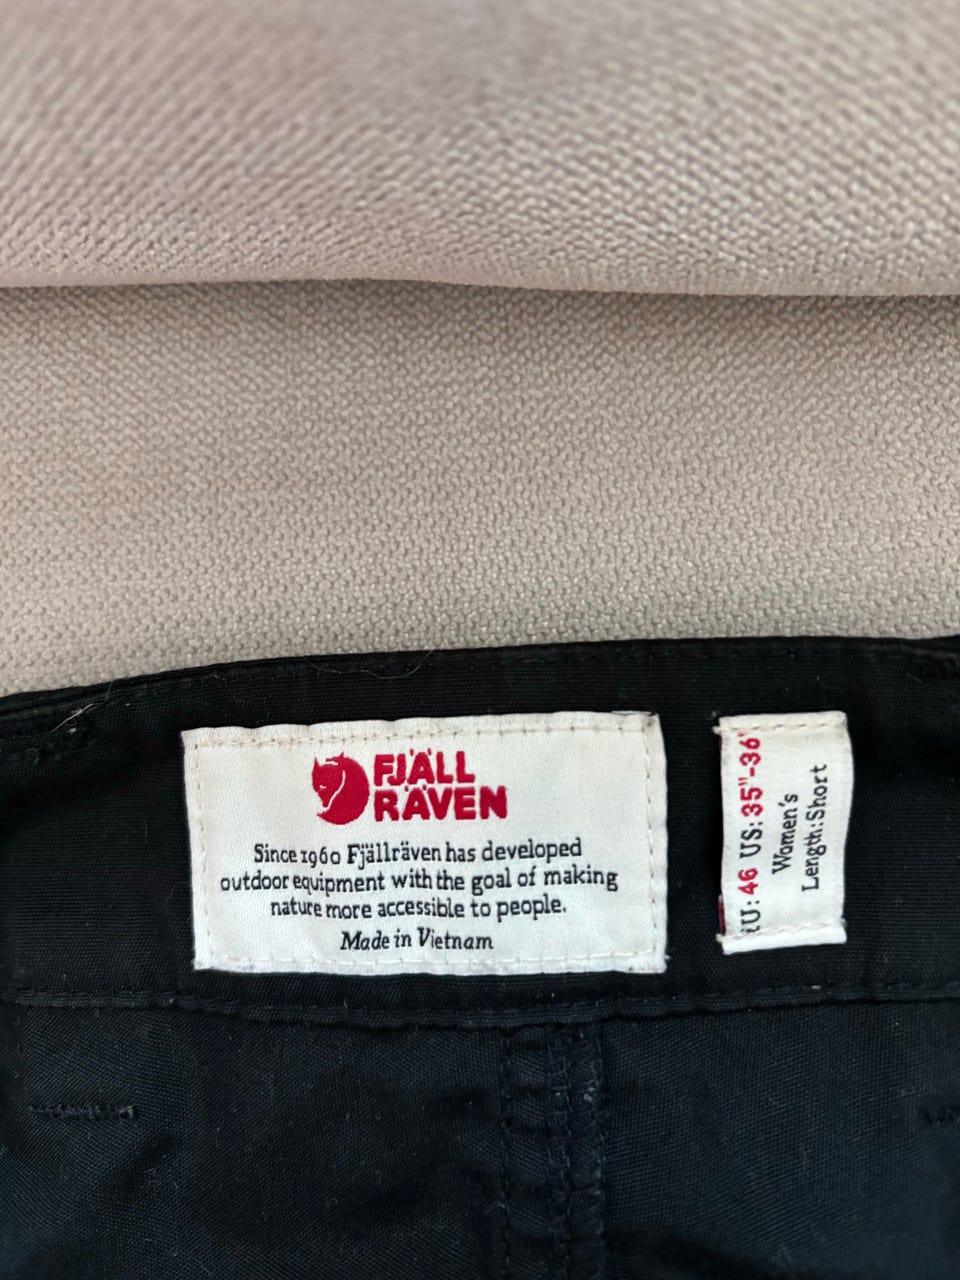 FJÄLL
RÄVEN
Since 1960 Fjällräven has developed
outdoor equipment with the goal of making
nature more accessible to people.
Made in Vietnam
EU: 46 US: 35"-36"
Women's
Length: Short